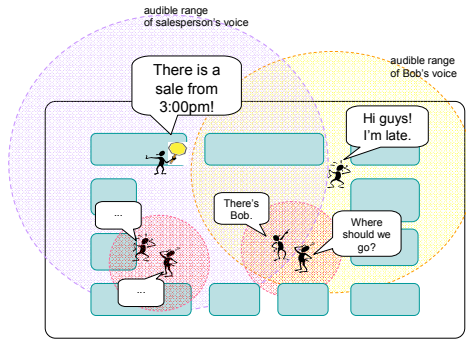 audible range
of salesperson's voice
audible range
of Bob's voice
There is a
sale from
3:00pm!
Hi guys!
I'm late.
...
There's
Bob.
Where
should we
go?
...